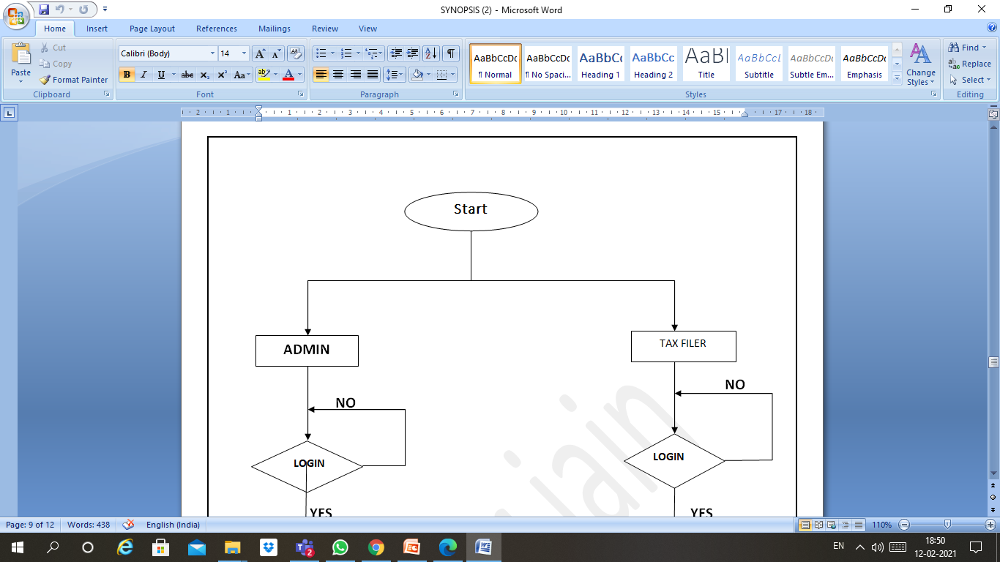 SYNOPSIS (2) - Microsoft Word
Home Insert Page Layout References Mailings Review View
Paste
Cut
Copy
Format Painter
Clipboard
Calibri (Body) 14
B I U abc x₂ x² Aa
Font
Paragraph
AaBbCcDc AaBbCcDc AaBbCc AaBbCc AaBl AaBbCcL AaBbCcDc AaBbCcDc
¶ Normal ¶ No Spaci... Heading 1 Heading 2 Title Subtitle Subtle Em... Emphasis
Change Styles
Styles
Find
Replace
Select
Editing
2 1 1 2 3 4 5 6 7 8 9 10 11 12 13 14 15 17 18
Start
ADMIN
TAX FILER
NO
NO
LOGIN
LOGIN
YES
YES
jain
Page: 9 of 12 Words: 438 English (India) 110%
2
EN
18:50
12-02-2021